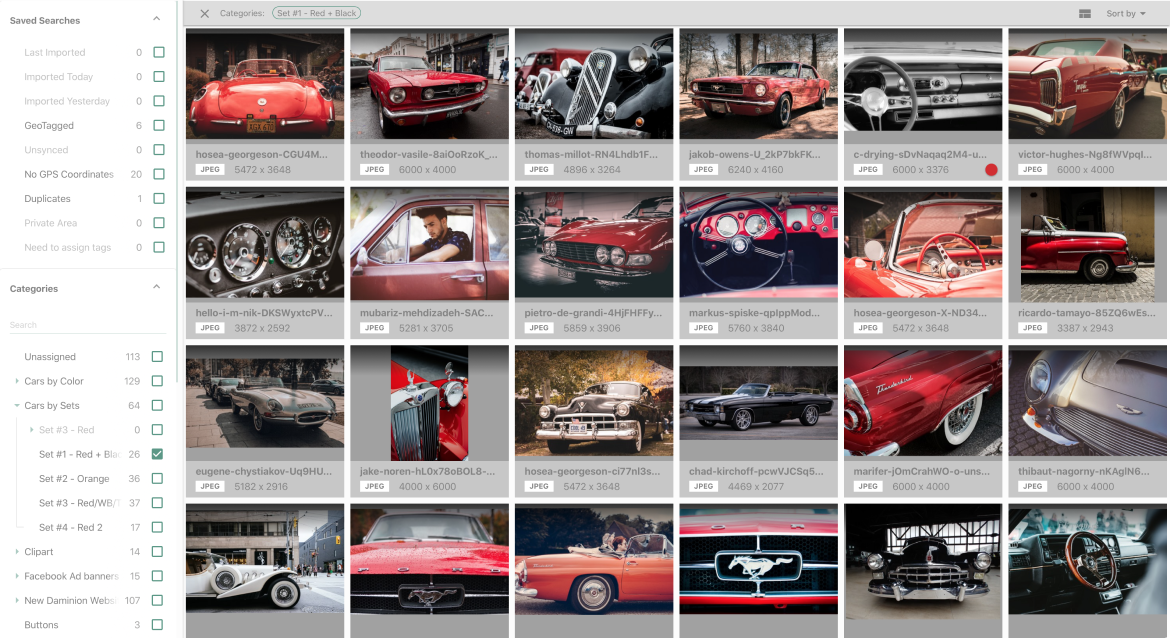 Saved Searches
Last Imported 0
Imported Today 0
Imported Yesterday 0
GeoTagged 6
Unsynced 0
No GPS Coordinates 20
Duplicates 1
Private Area 0
Need to assign tags 0
Categories
Search
Unassigned 113
Cars by Color 129
Cars by Sets 64
Set #3 - Red 0
Set #1 - Red + Bla 26
Set #2 - Orange 36
Set #3 - Red/WB/ 37
Set #4 - Red 2 17
Clipart 14
Facebook Ad banners 15
New Daminion Webs 107
Buttons 3
Categories: Set #1 - Red + Black Sort by
hosea-georgeson-CGU4M...
JPEG 5472 x 3648
theodor-vasile-8aiOoRzoK_...
JPEG 6000 x 4000
thomas-millot-RN4Lhdb1F...
JPEG 4896 x 3264
jakob-owens-U_2kP7bkFK...
JPEG 6240 x 4160
c-drying-sDvNaqaq2M4-u...
JPEG 6000 x 3376
victor-hughes-Ng8fWVpqI...
JPEG 6000 x 4000
hello-i-m-nik-DKSWyxtcPV...
JPEG 3872 x 2592
mubariz-mehdizadeh-SAC...
JPEG 5281 x 3705
pietro-de-grandi-4HjFHFFy...
JPEG 5859 x 3906
markus-spiske-qpIppMod...
JPEG 5760 x 3840
hosea-georgeson-X-ND34...
JPEG 5472 x 3648
ricardo-tamayo-85ZQ6wEs...
JPEG 3387 x 2943
eugene-chystiakov-Uq9HU...
JPEG 5182 x 2916
jake-noren-hL0x78oBOL8-...
JPEG 4000 x 6000
hosea-georgeson-ci77nl3s...
JPEG 5472 x 3648
chad-kirchoff-pcwVJCSq5...
JPEG 4469 x 2077
marifer-jOmCrahWO-o-uns...
JPEG 6000 x 4000
Thunderbird
thibaut-nagorny-nKAglN6...
JPEG 6000 x 4000
F O R D